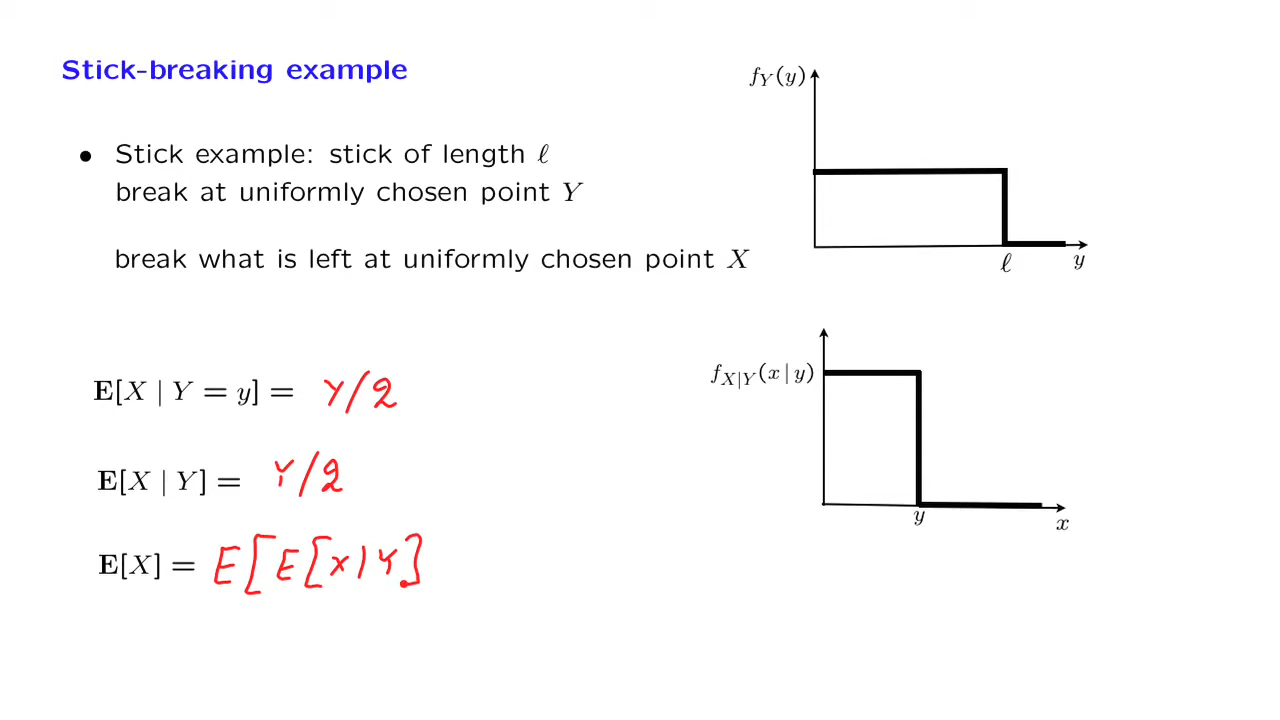 Stick-breaking example
• Stick example: stick of length ℓ
break at uniformly chosen point Y
break what is left at uniformly chosen point X
E[X | Y = y] = y/2
E[X | Y] = Y/2
E[X] = E[E[X|Y]
f_Y(y)
ℓ
y
f_{X|Y}(x | y)
y
x